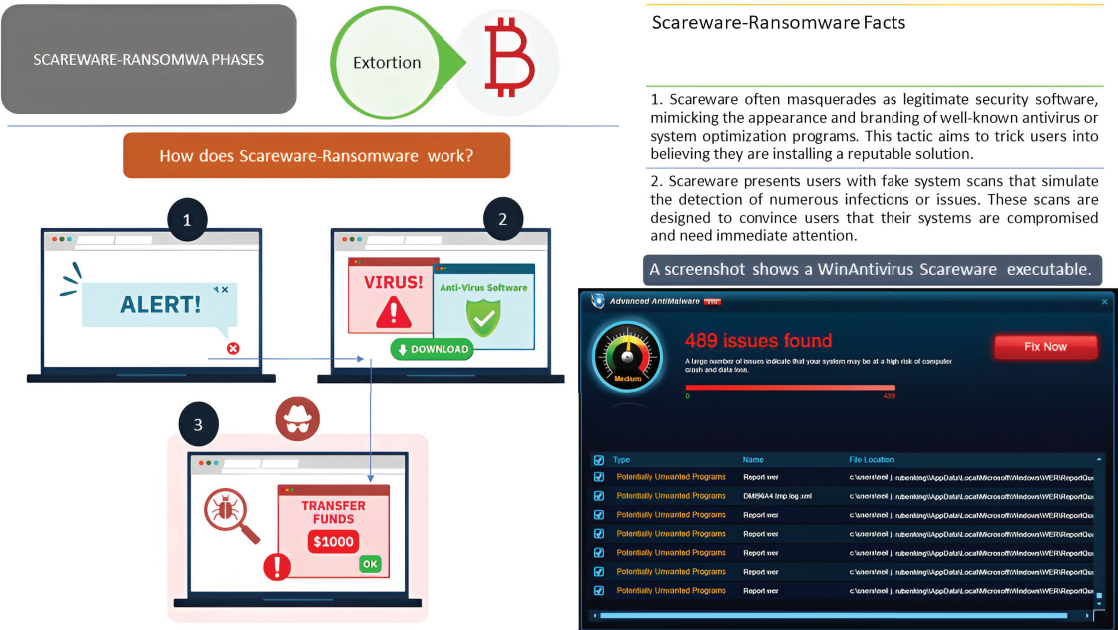 SCAREWARE-RANSOMWA PHASES
Extortion
How does Scareware-Ransomware work?
1
ALERT!
2
VIRUS!
Anti-Virus Software
DOWNLOAD
3
TRANSFER
FUNDS
$1000
OK
Scareware-Ransomware Facts
1. Scareware often masquerades as legitimate security software,
mimicking the appearance and branding of well-known antivirus or
system optimization programs. This tactic aims to trick users into
believing they are installing a reputable solution.
2. Scareware presents users with fake system scans that simulate
the detection of numerous infections or issues. These scans are
designed to convince users that their systems are compromised
and need immediate attention.
A screenshot shows a WinAntivirus Scareware executable.
Advanced AntiMalware
Medium
489 issues found
A large number of issues indicate that your system may be at a high risk of computer
crash and data loss.
0 489
Fix Now
Type Name File Location
Potentially Unwanted Programs Report wer
Potentially Unwanted Programs
Potentially Unwanted Programs Report wer
Potentially Unwanted Programs Report wer
Potentially Unwanted Programs Report wer
Potentially Unwanted Programs Report wer
Potentially Unwanted Programs Report wer